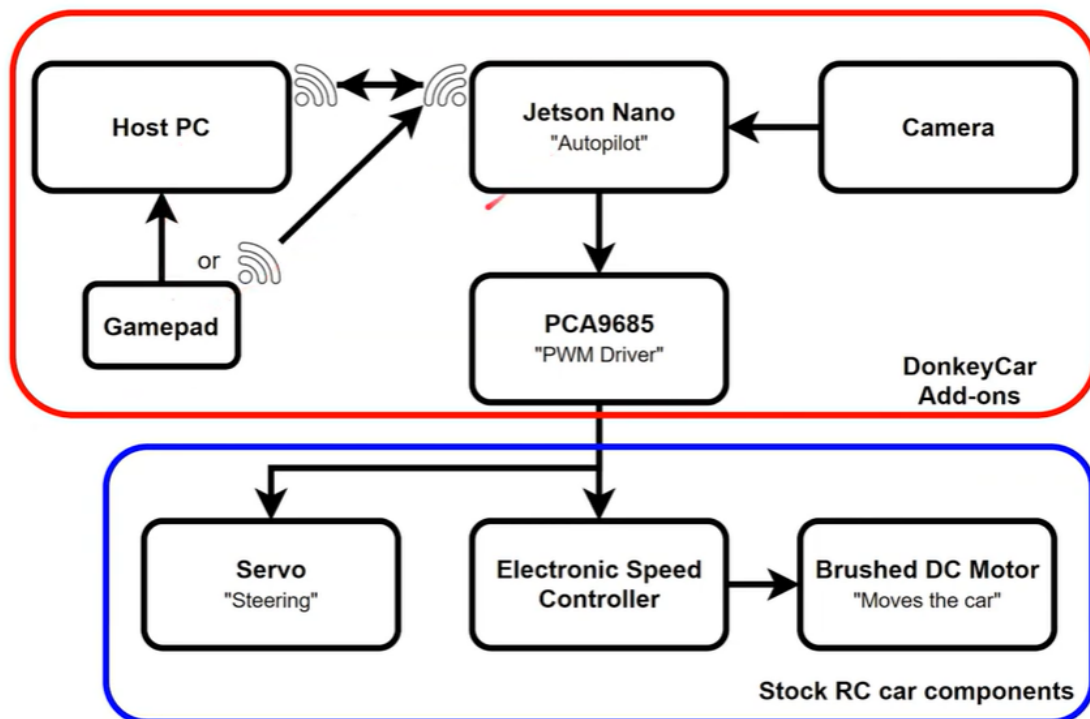 Host PC
Jetson Nano
"Autopilot"
Camera
or
Gamepad
PCA9685
"PWM Driver"
DonkeyCar
Add-ons
Servo
"Steering"
Electronic Speed
Controller
Brushed DC Motor
"Moves the car"
Stock RC car components